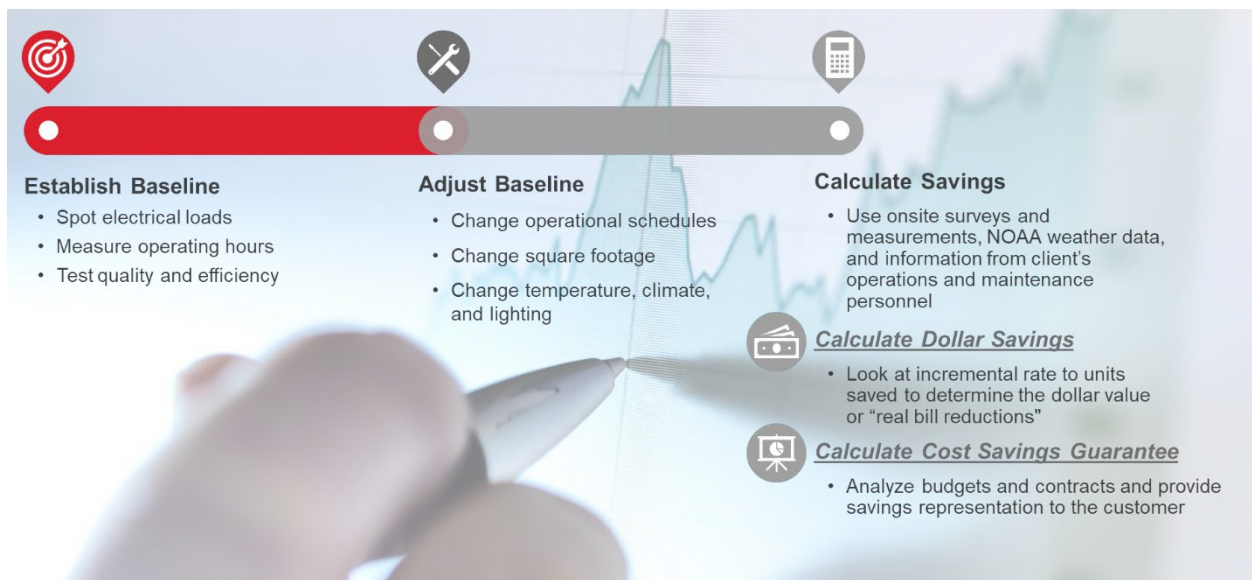 Establish Baseline
• Spot electrical loads
• Measure operating hours
• Test quality and efficiency
Adjust Baseline
• Change operational schedules
• Change square footage
• Change temperature, climate,
and lighting
Calculate Savings
• Use onsite surveys and
measurements, NOAA weather data,
and information from client’s
operations and maintenance
personnel
Calculate Dollar Savings
• Look at incremental rate to units
saved to determine the dollar value
or “real bill reductions"
Calculate Cost Savings Guarantee
• Analyze budgets and contracts and provide
savings representation to the customer